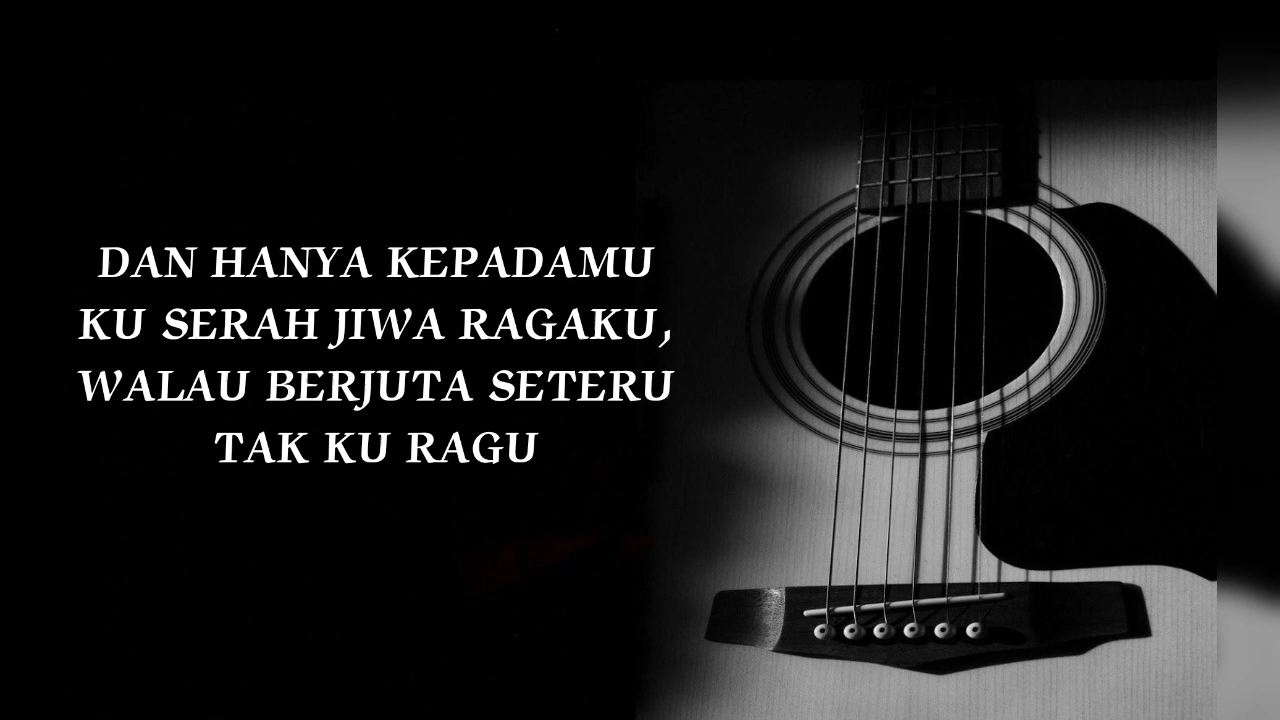 DAN HANYA KEPADAMU
KU SERAH JIWA RAGAKU,
WALAU BERJUTA SETERU
TAK KU RAGU